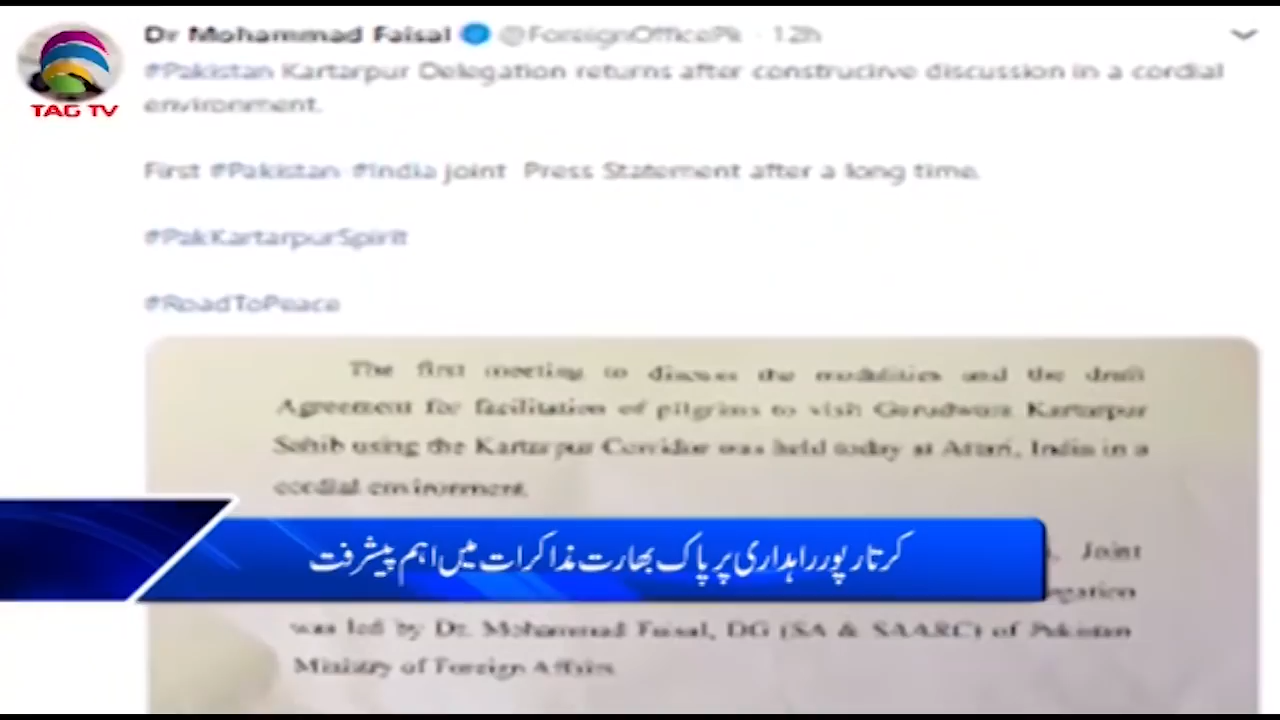 Dr Mohammad Faisal @ForeignOfficePk · 12h
#Pakistan Kartarpur Delegation returns after construcirve discussion in a cordial
environment.
TAG TV
First #Pakistan #India joint Press Statement after a long time.
#PakKartarpurSpirit
#RoadToPeace
The first meeting to discuss the modalities and the draft
Agreement for facilitation of pilgrims to visit Gurudwara Kartarpur
Sahib using the Kartarpur Corridor was held today at Attari, India in a
cordial environment.
کرتارپور راہداری پر پاک بھارت مذاکرات میں اہم پیشرفت
Joint
was led by Dr. Mohammad Faisal, DG (SA & SAARC) of Pakistan
Ministry of Foreign Affairs